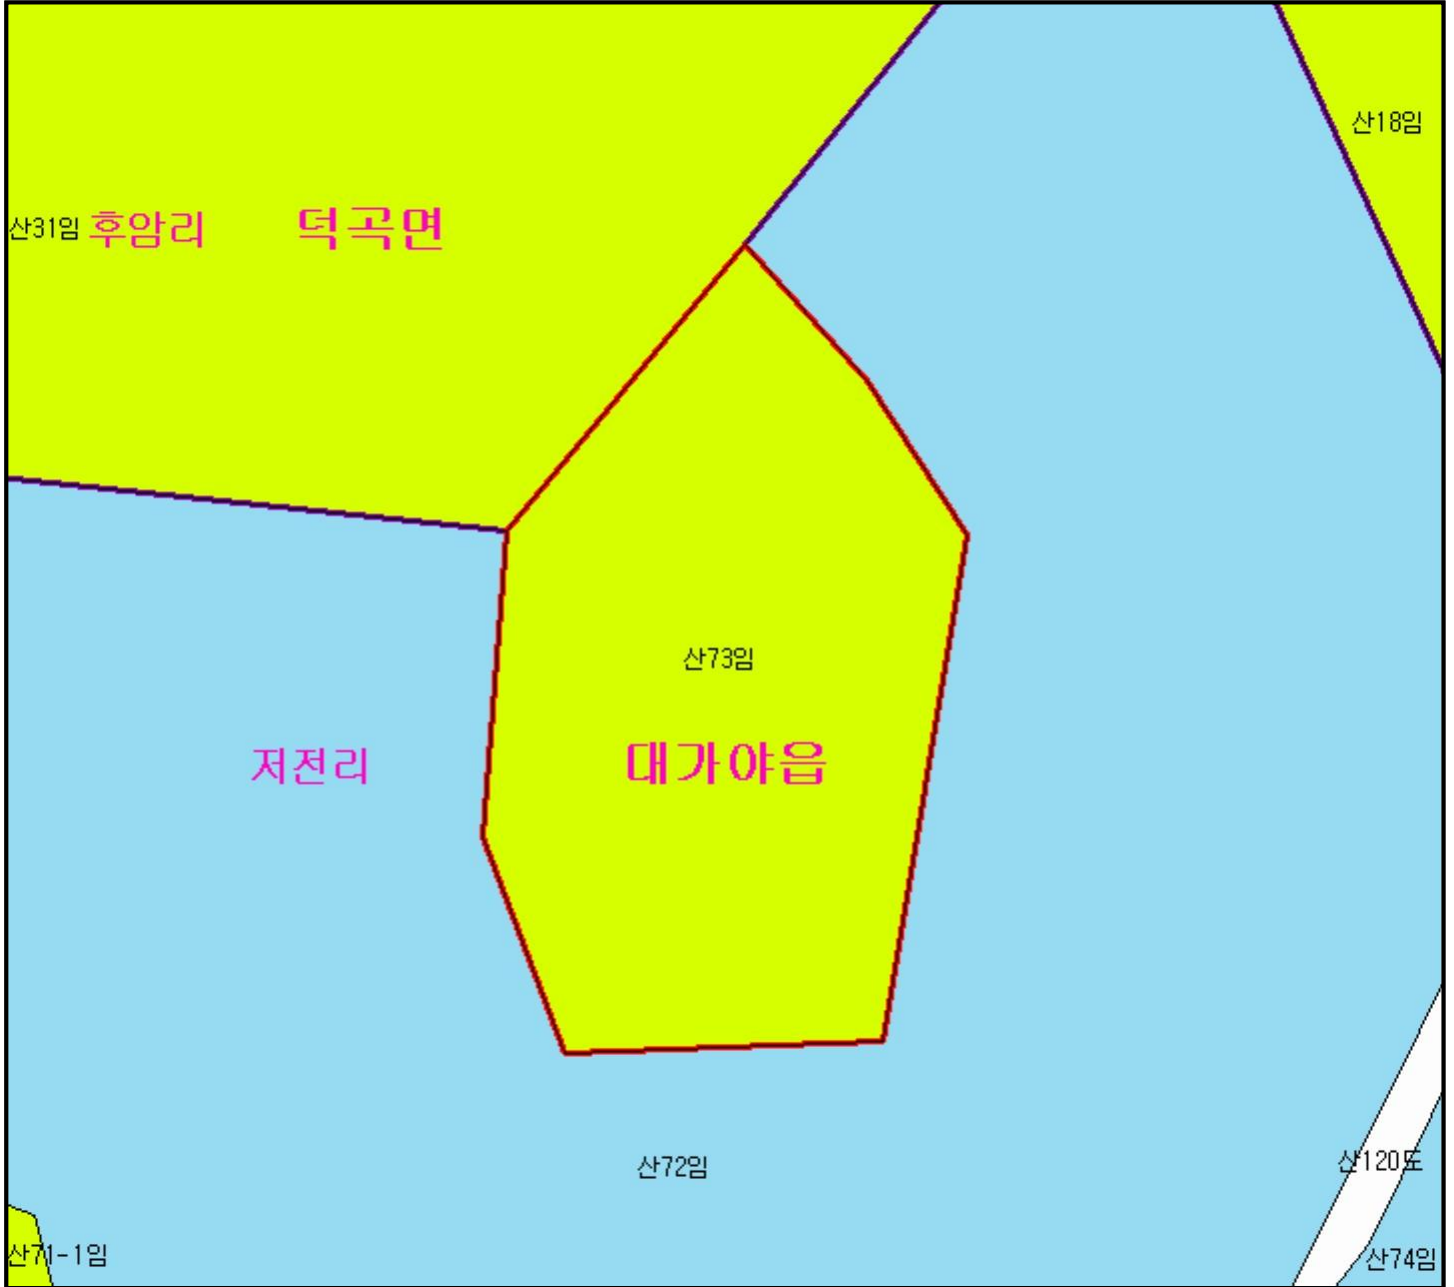 산18임
산31임 후암리 덕곡면
산73임
저전리 대가야읍
산72임
산120도
산71-1임
산74임